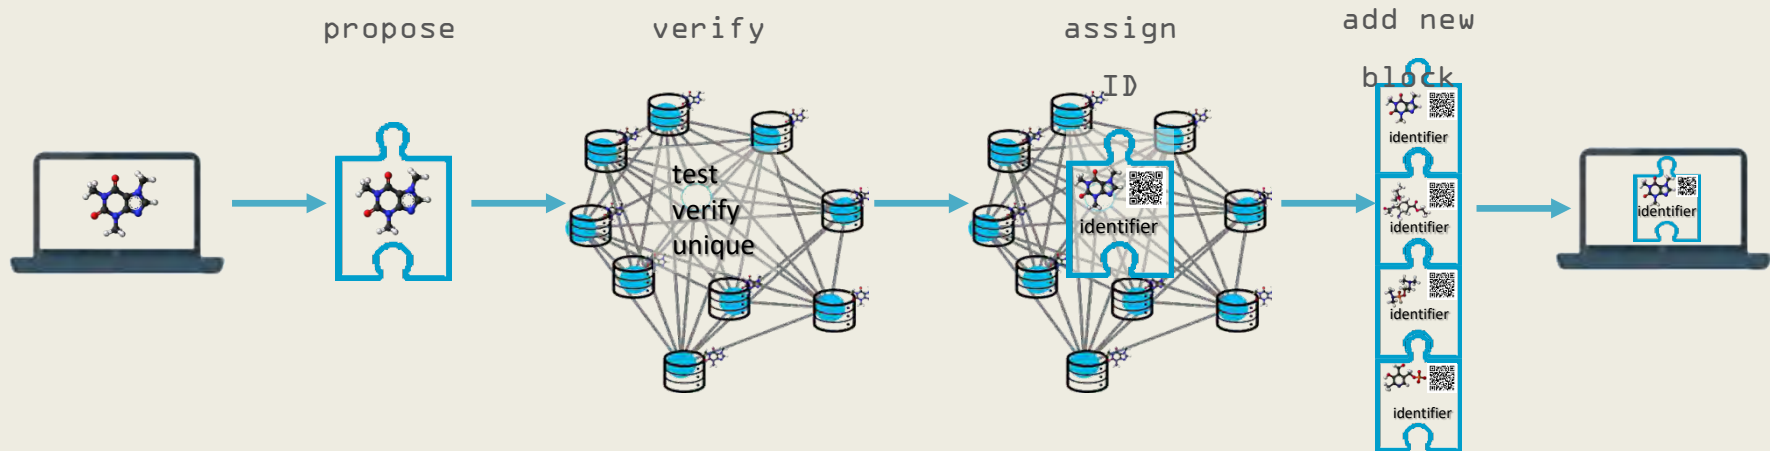 propose
verify
assign
ID
add new
block
test
verify
unique
identifier
identifier
identifier
identifier
identifier
identifier